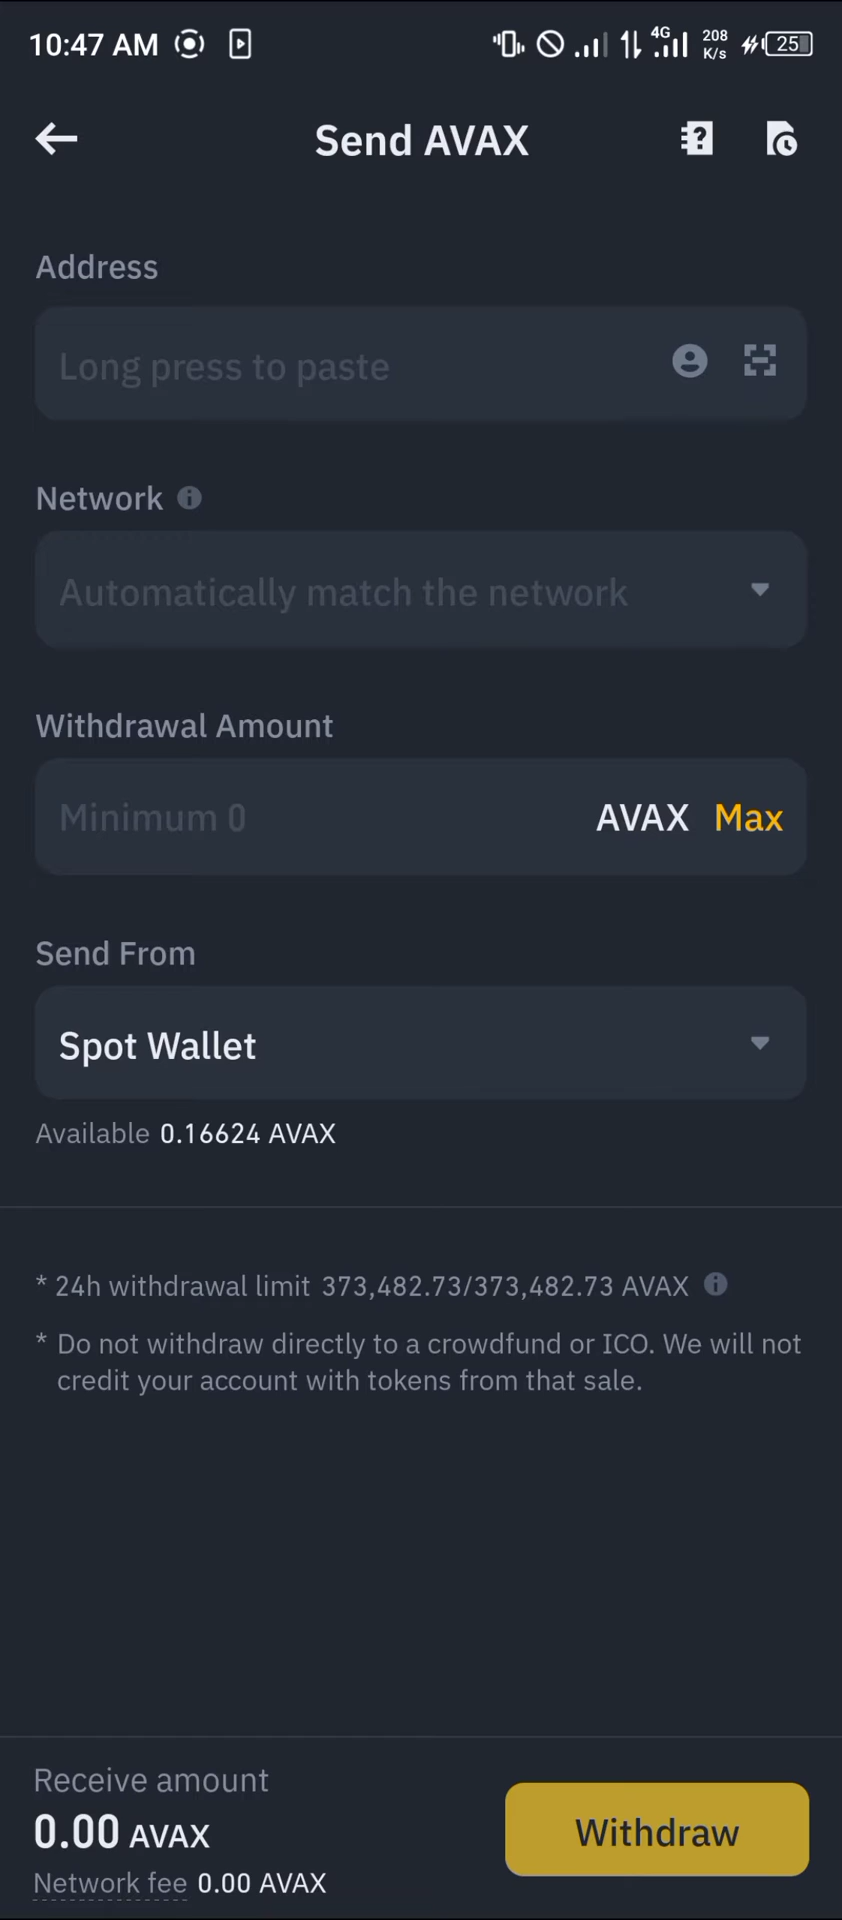 10:47 AM
4G
208
K/s
25
Send AVAX
Address
Long press to paste
Network
Automatically match the network
Withdrawal Amount
Minimum 0
AVAX Max
Send From
Spot Wallet
Available 0.16624 AVAX
* 24h withdrawal limit 373,482.73/373,482.73 AVAX
* Do not withdraw directly to a crowdfund or ICO. We will not
credit your account with tokens from that sale.
Receive amount
0.00 AVAX
Network fee 0.00 AVAX
Withdraw